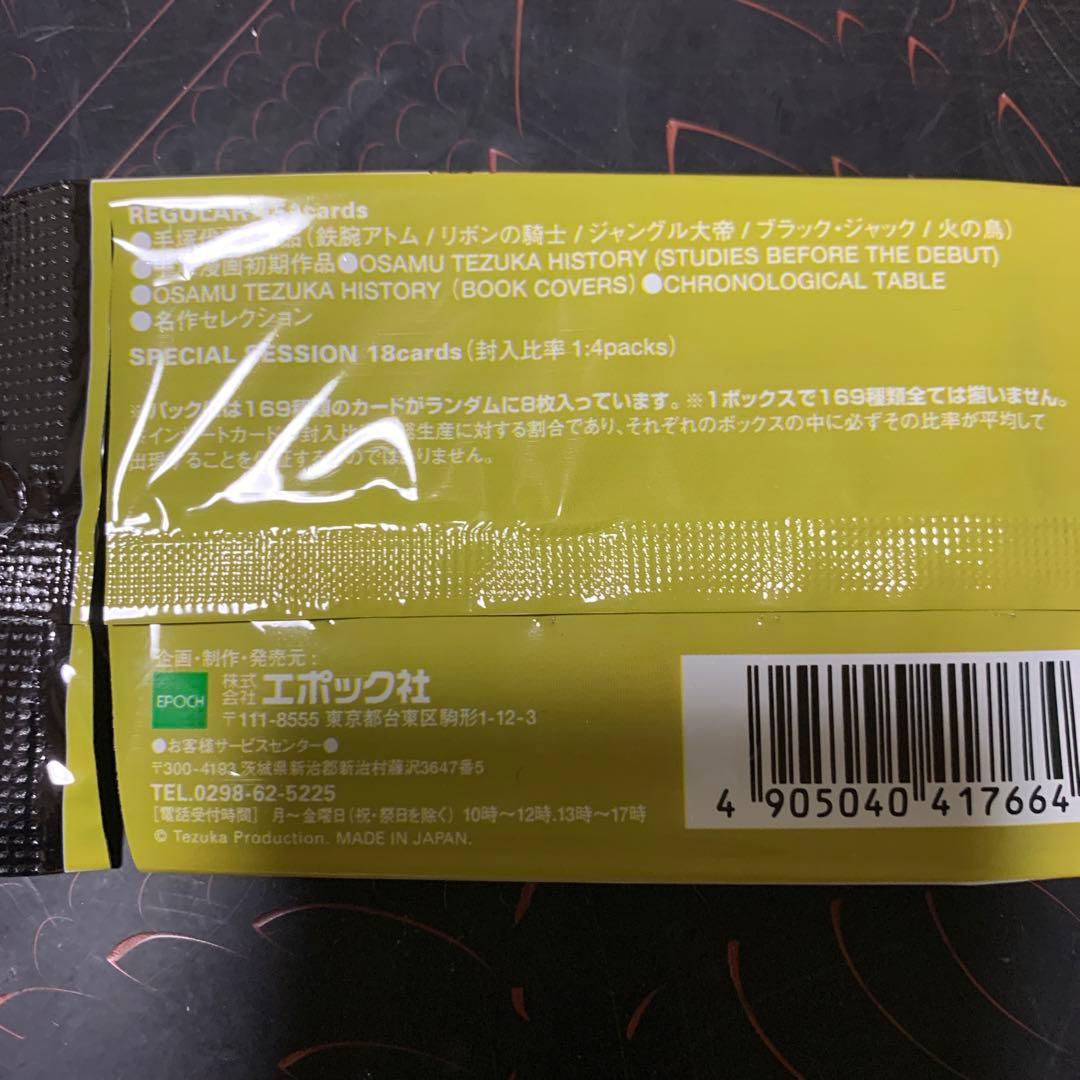 REGULAR cards
●手塚 品（鉄腕アトム / リボンの騎士 / ジャングル大帝 / ブラック・ジャック / 火の鳥）
● 漫画初期作品●OSAMU TEZUKA HISTORY (STUDIES BEFORE THE DEBUT)
●OSAMU TEZUKA HISTORY（BOOK COVERS）●CHRONOLOGICAL TABLE
●名作セレクション
SPECIAL SESSION 18cards（封入比率 1:4packs）
※パック には169種類のカードがランダムに8枚入っています。※1ボックスで169種類全ては揃いません。
※インサートカード 封入比 総生産に対する割合であり、それぞれのボックスの中に必ずその比率が平均して
出現することを保証するものではありません。
企画・制作・発売元：
EPOCH
株式会社エポック社
〒111-8555 東京都台東区駒形1-12-3
●お客様サービスセンター●
〒300-4193 茨城県新治郡新治村藤沢3647番5
TEL.0298-62-5225
［電話受付時間］ 月〜金曜日（祝・祭日を除く） 10時〜12時.13時〜17時
© Tezuka Production. MADE IN JAPAN.
4 905040 417664